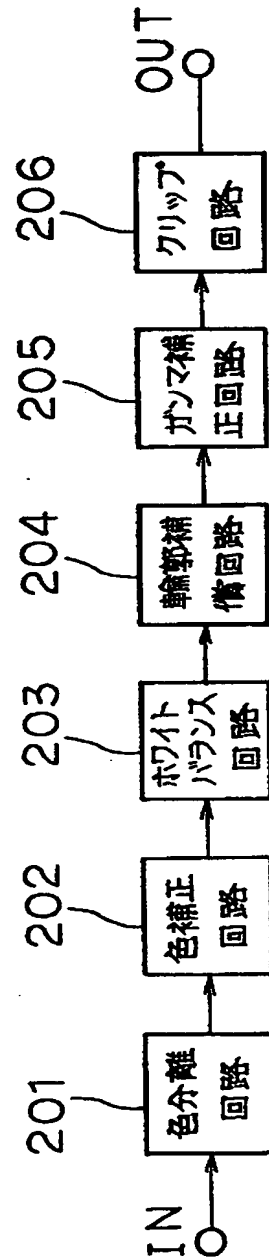 IN
201
色分離
回路
202
色補正
回路
203
ホワイト
バランス
回路
204
輪郭補
償回路
205
ガンマ補
正回路
206
クリップ
回路
OUT